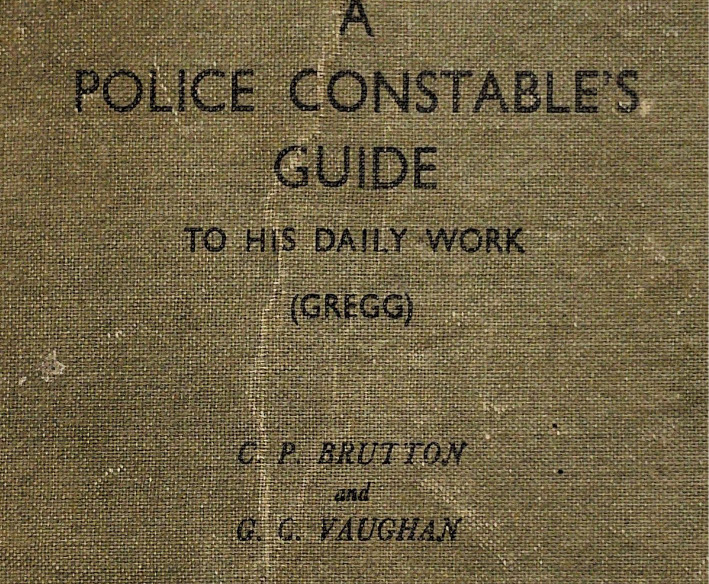 A
POLICE CONSTABLE'S
GUIDE
TO HIS DAILY WORK
(GREGG)
C. P. BRUTTON
and
G. C. VAUGHAN